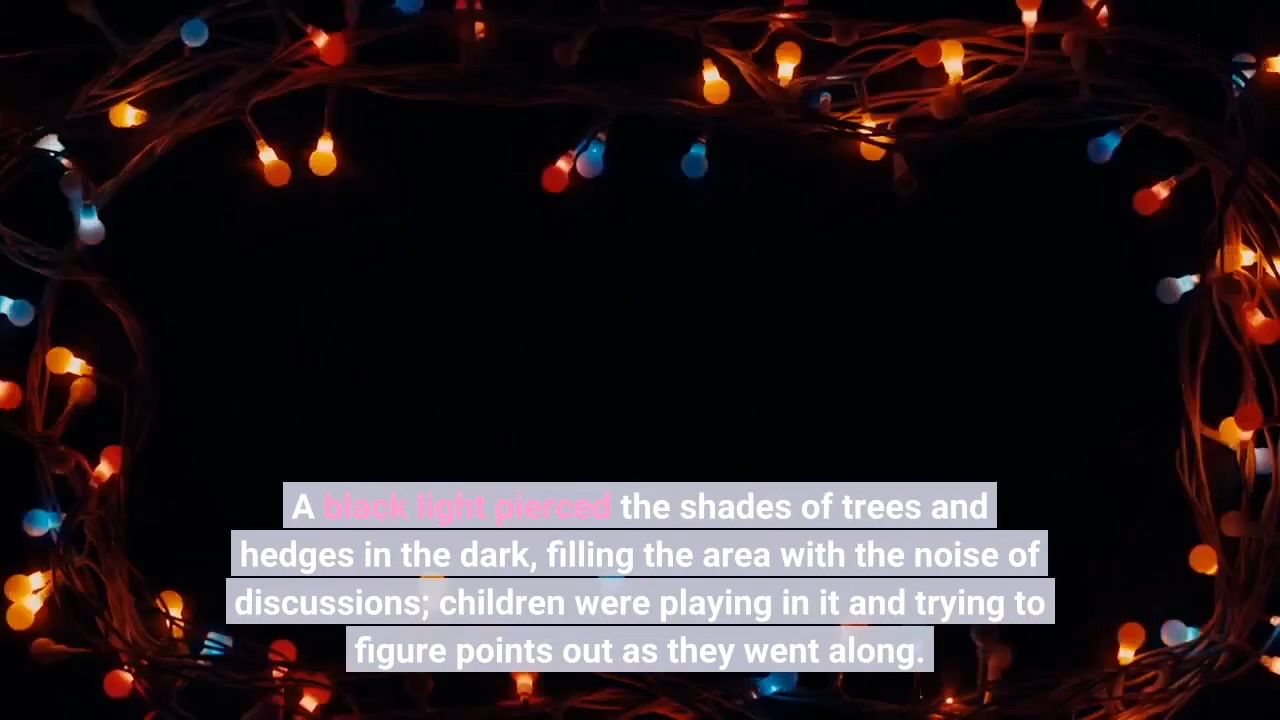 A black light pierced the shades of trees and
hedges in the dark, filling the area with the noise of
discussions; children were playing in it and trying to
figure points out as they went along.